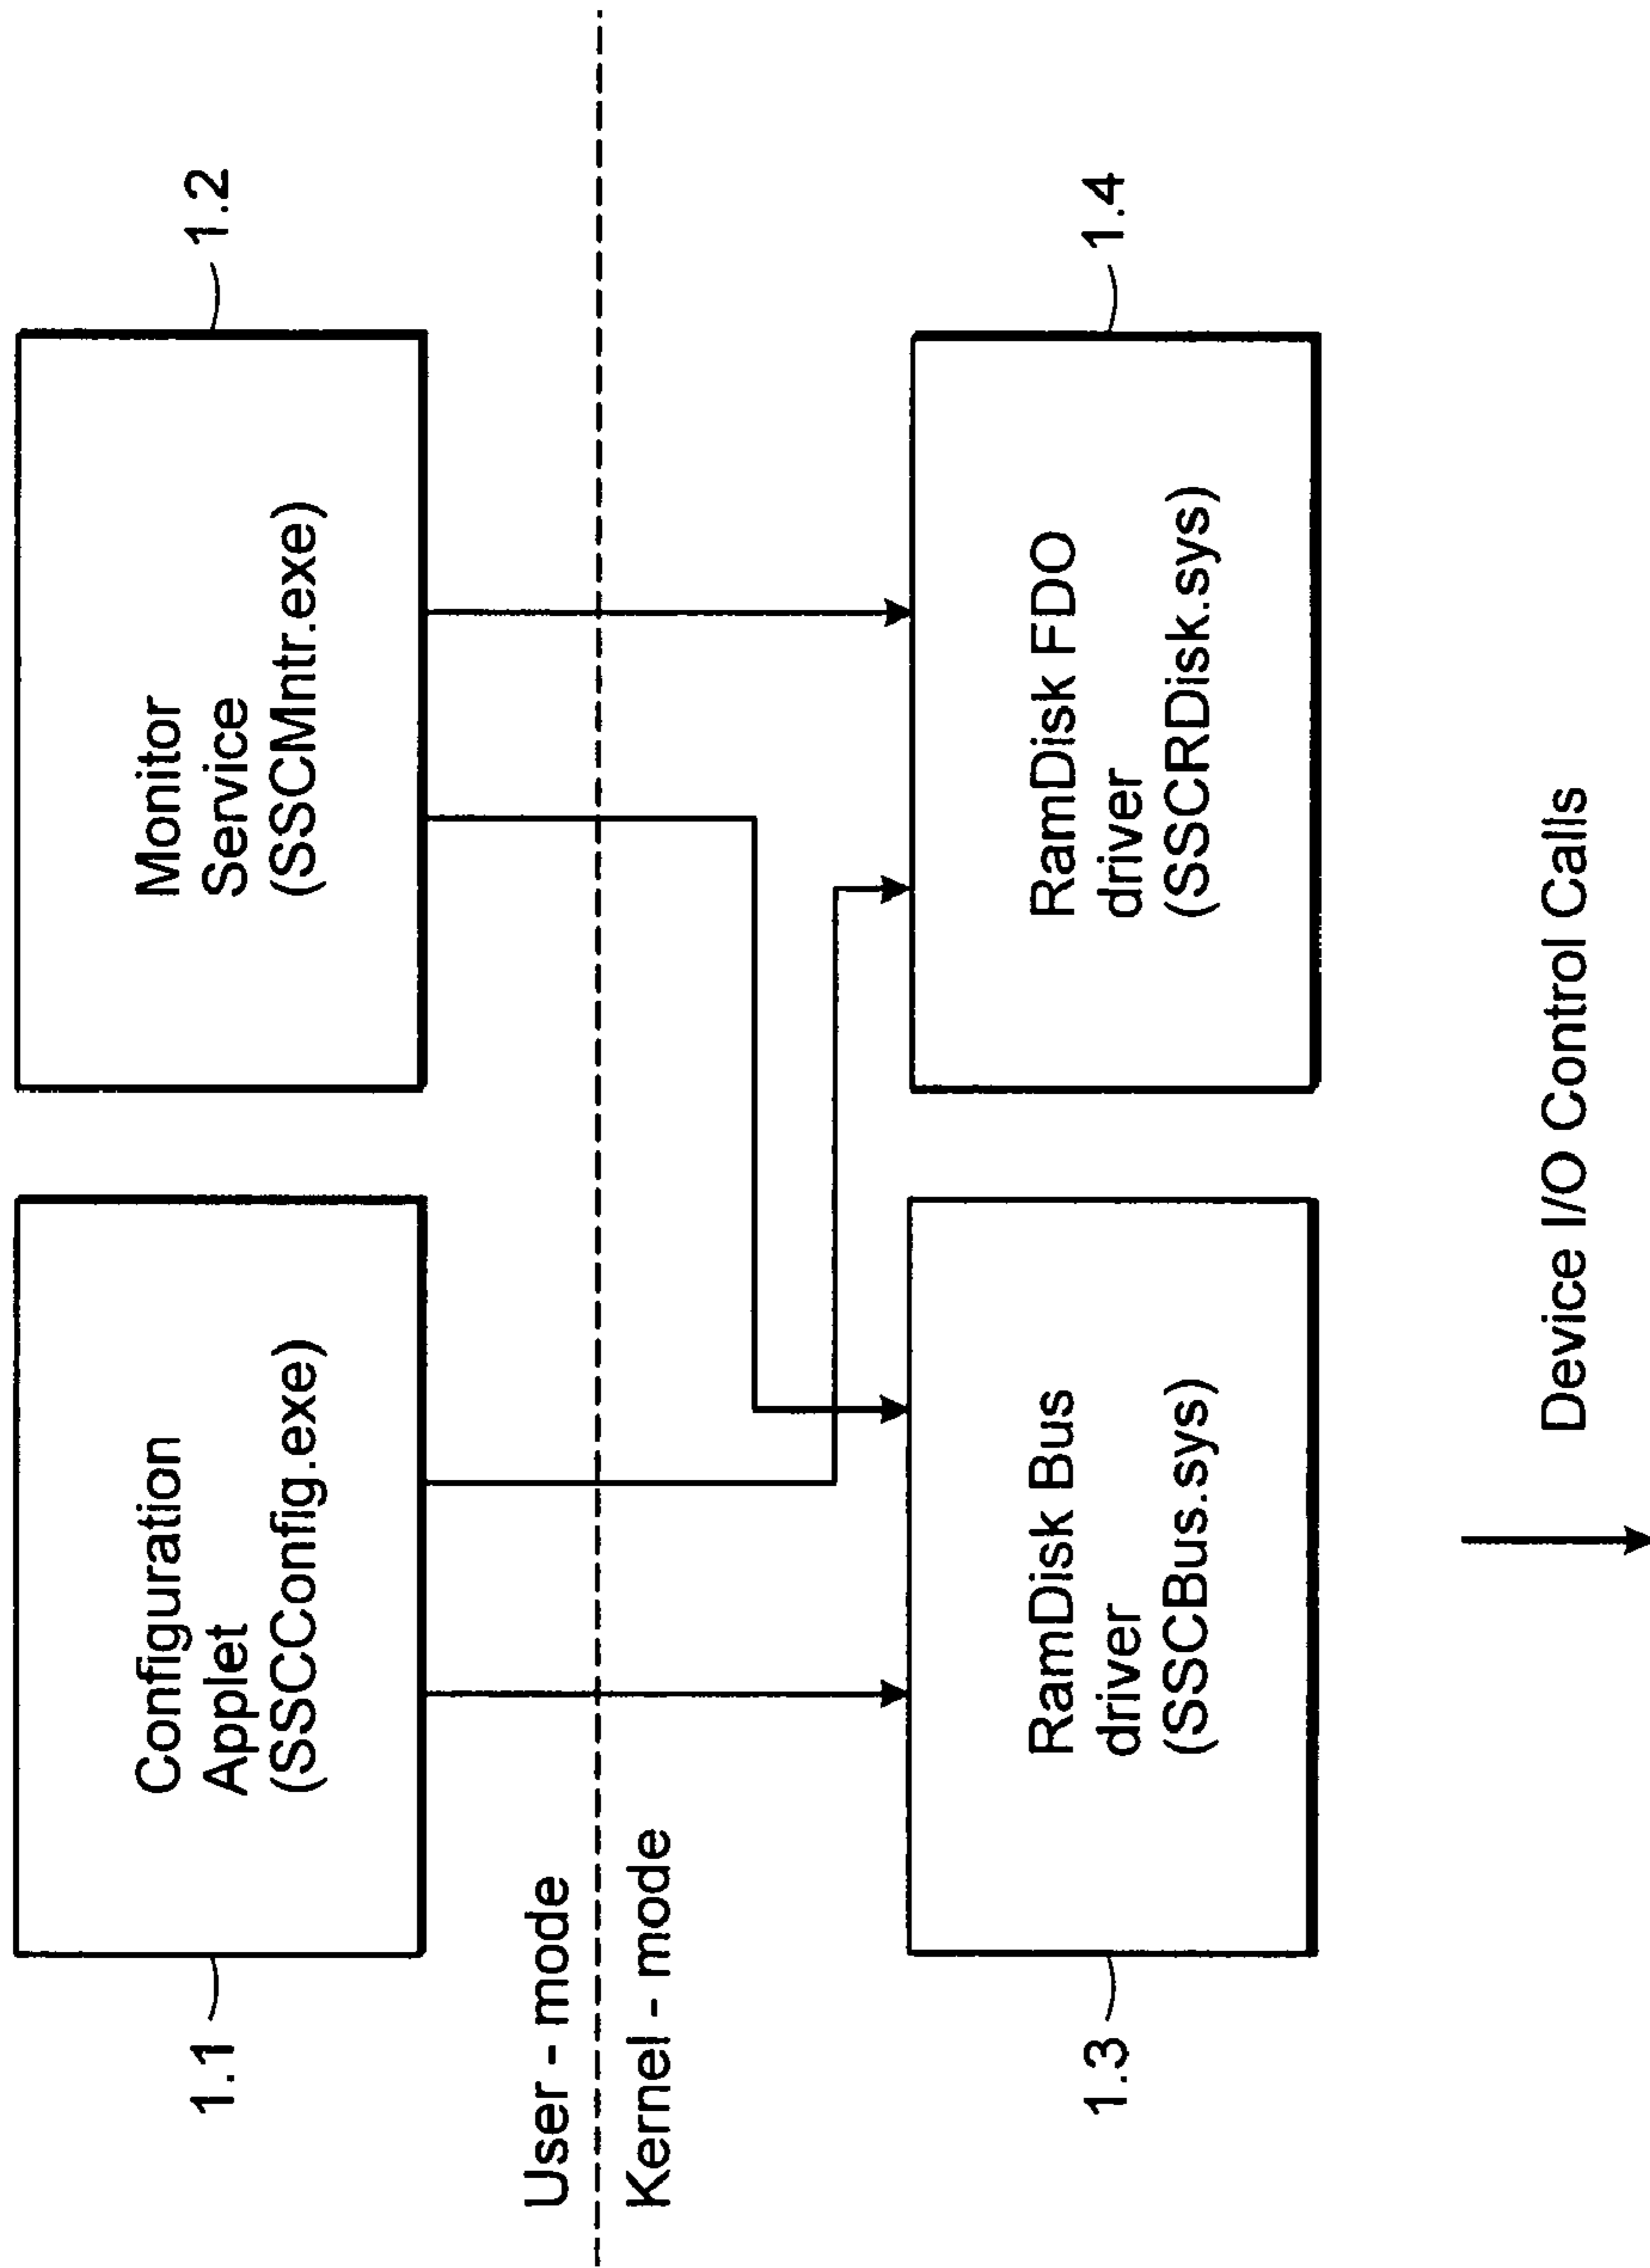 1.1
Configuration
Applet
(SSCConfig.exe)
Monitor
Service
(SSCMntr.exe)
1.2
User - mode
Kernel - mode
1.3
RamDisk Bus
driver
(SSCBus.sys)
RamDisk FDO
driver
(SSCRDisk.sys)
1.4
Device I/O Control Calls